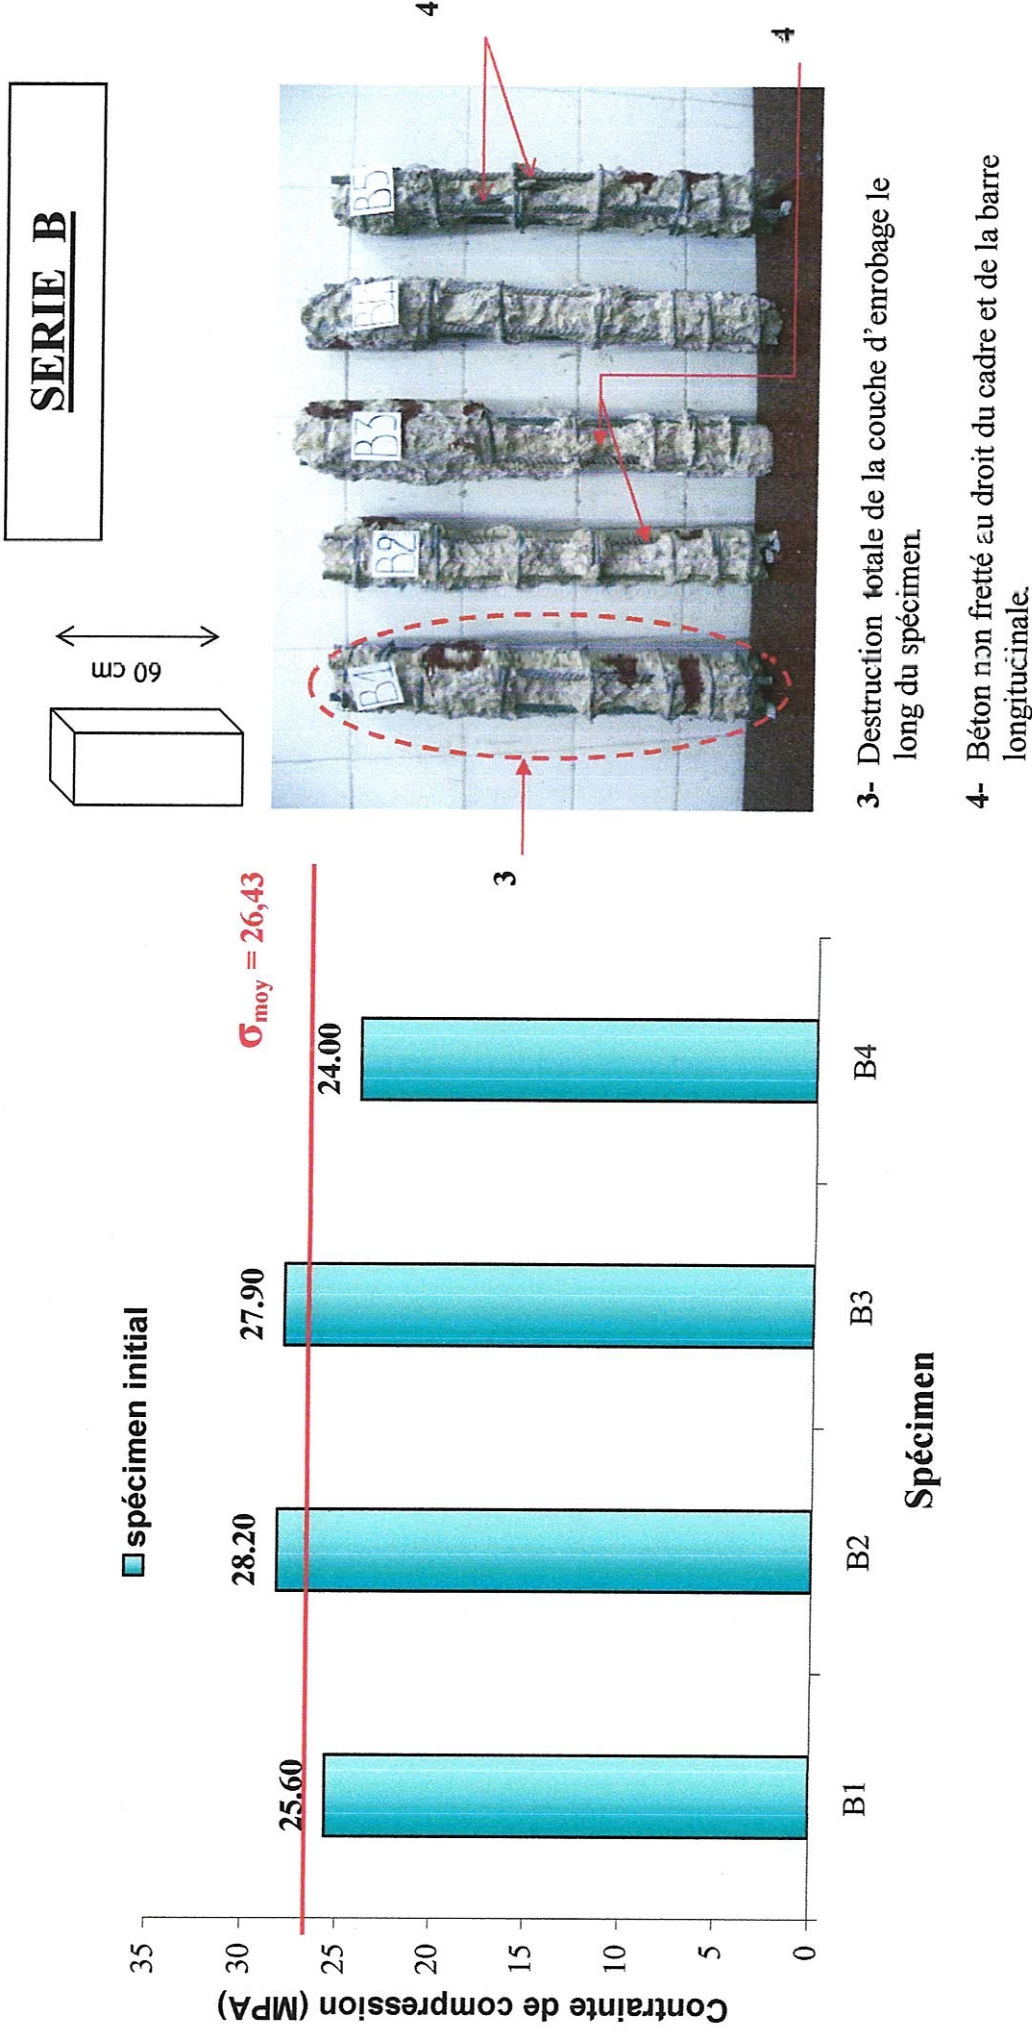 SERIE B
60 cm
spécimen initial
σmoy = 26,43
Contrainte de compression (MPA)
35
30
25
20
15
10
5
0
25.60
28.20
27.90
24.00
B1
B2
B3
B4
Spécimen
B1
B2
B3
B5
3
4
4
3- Destruction totale de la couche d'enrobage le
long du spécimen.
4- Béton non fretté au droit du cadre et de la barre
longitucinale.